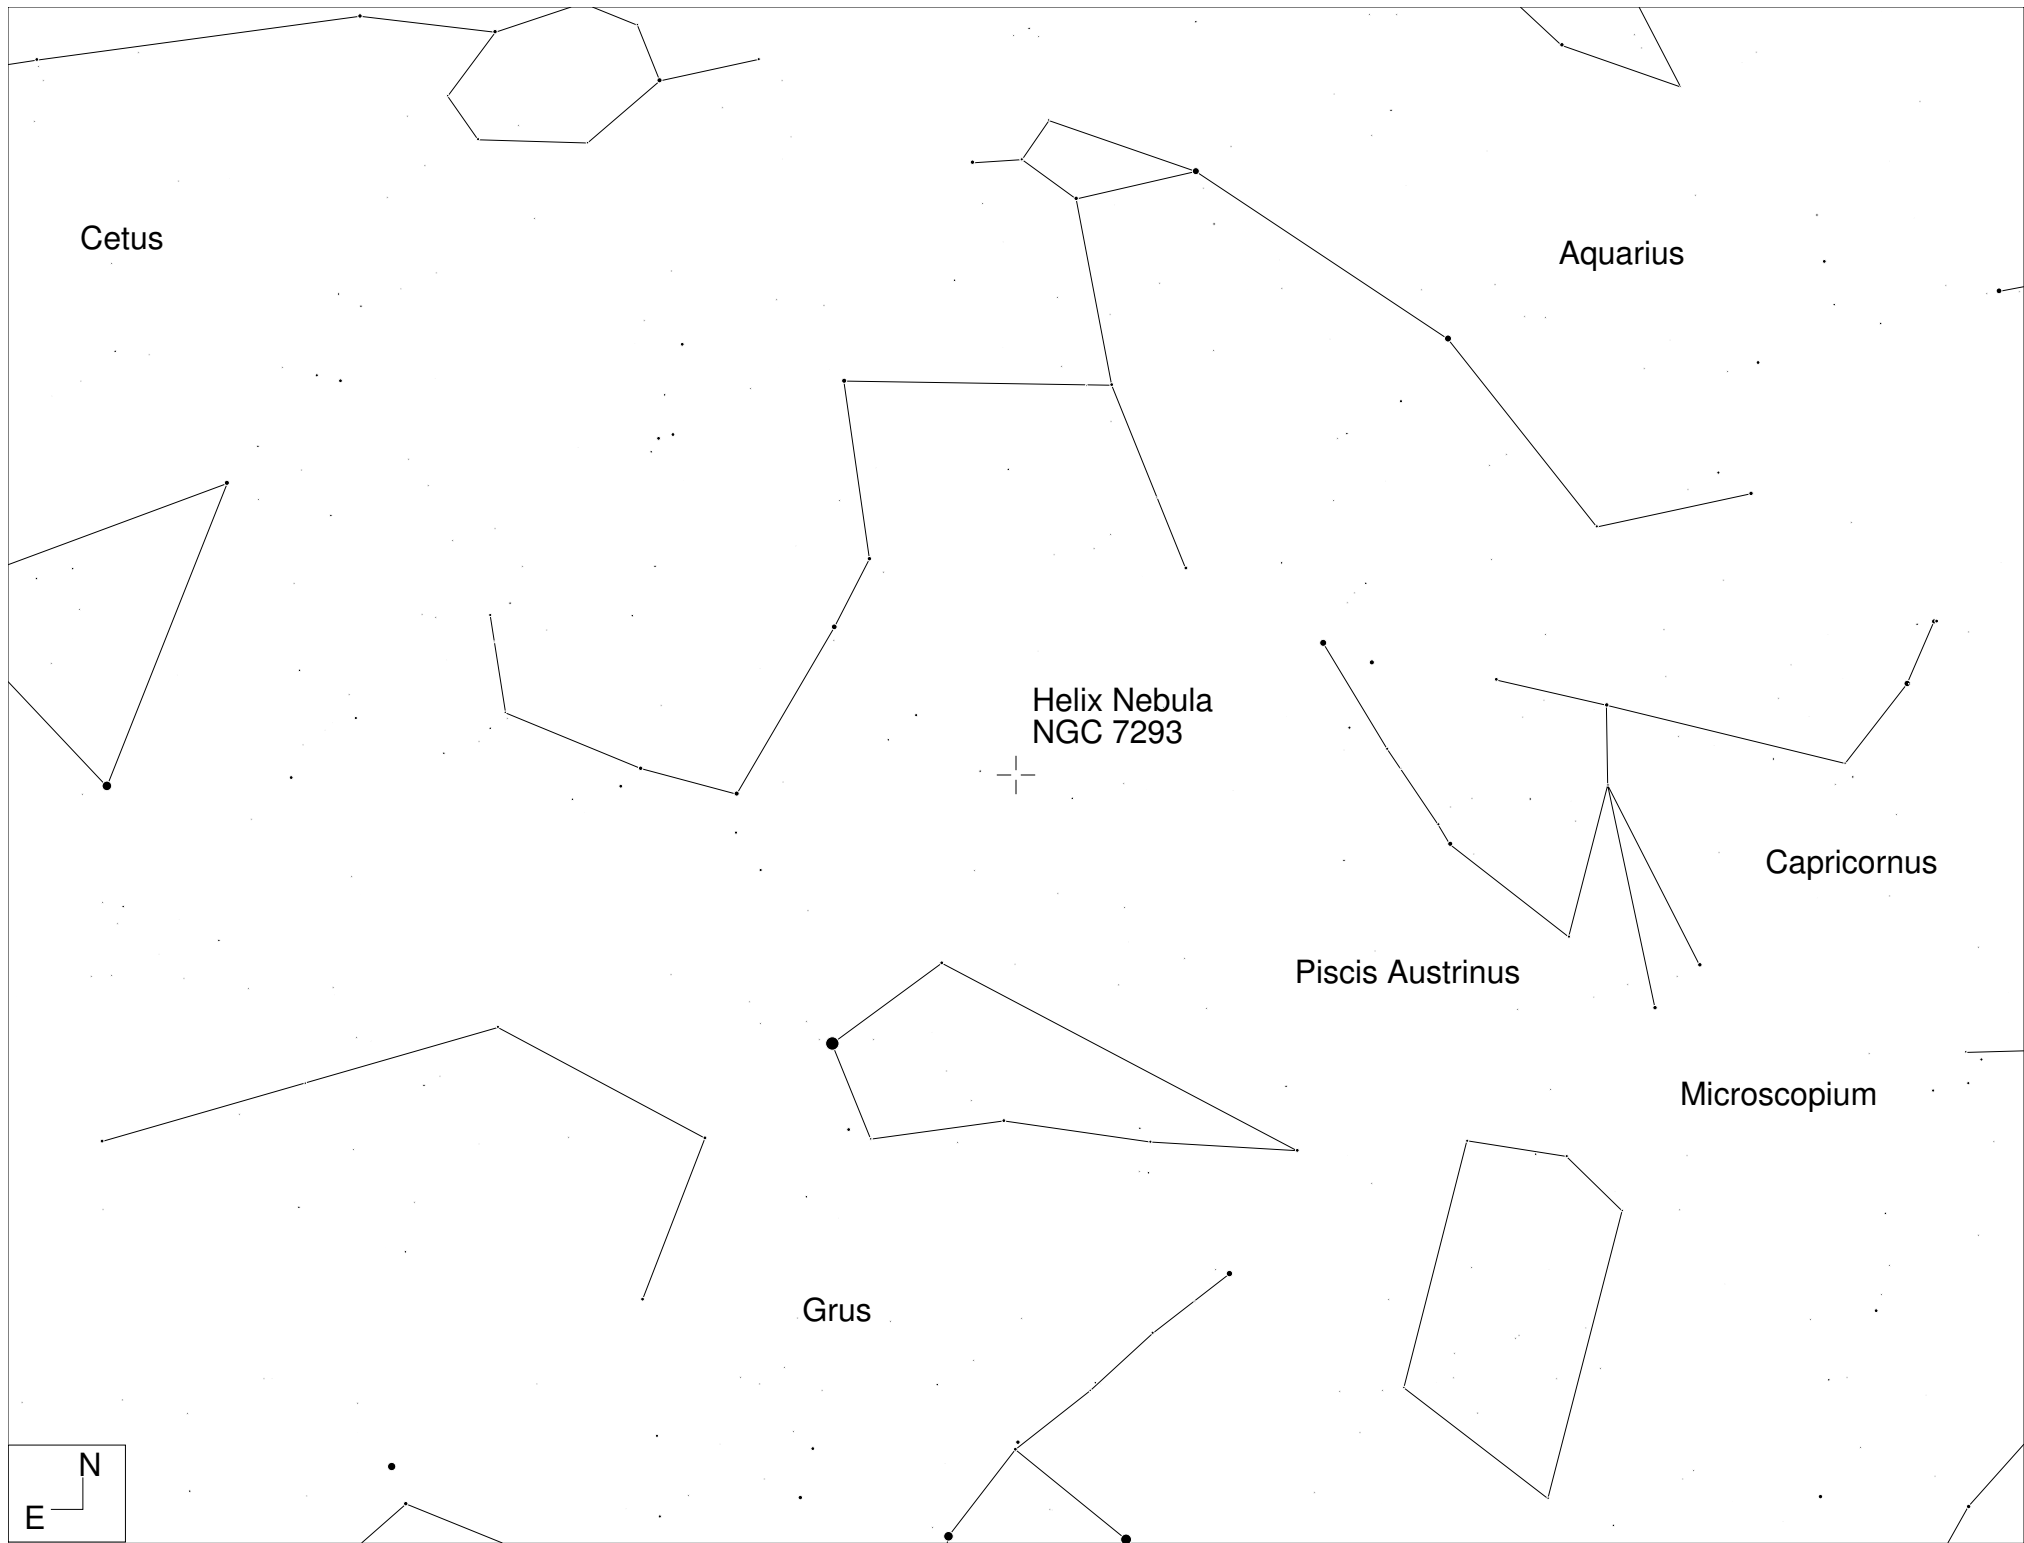 Cetus
Aquarius
Helix Nebula
NGC 7293
Capricornus
Piscis Austrinus
Microscopium
Grus
N
E